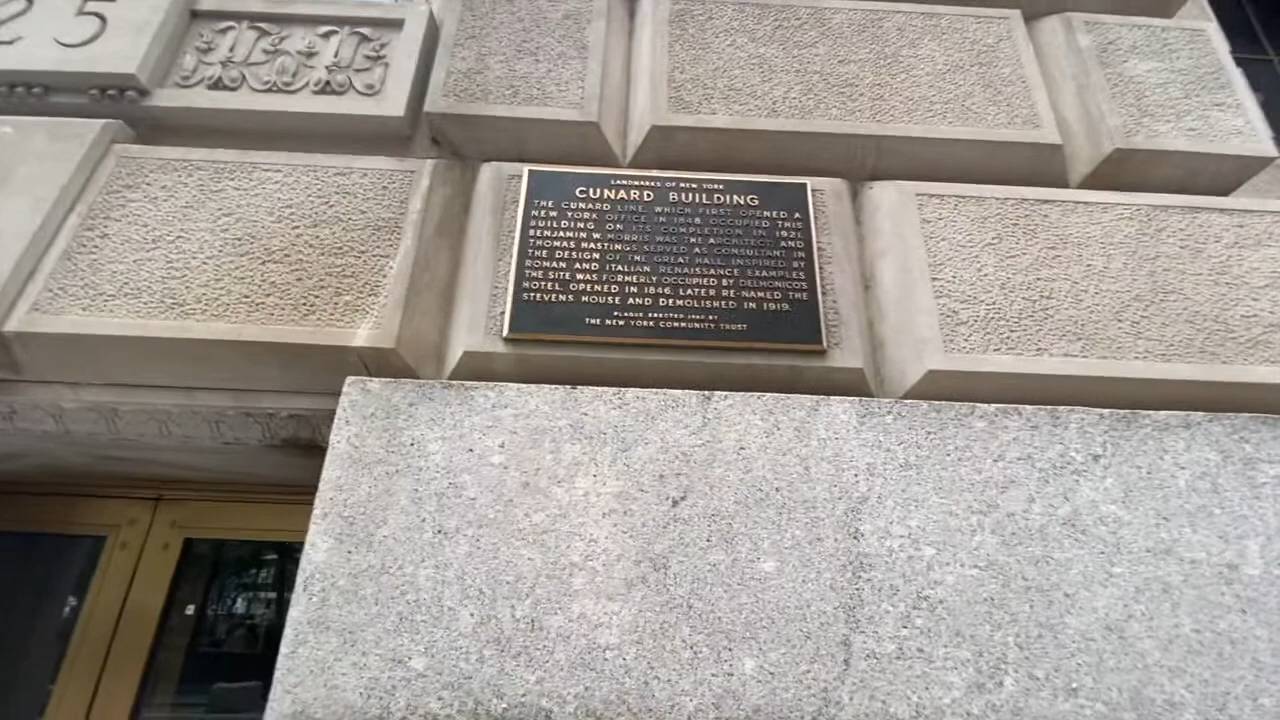 25
LANDMARKS OF NEW YORK
CUNARD BUILDING
THE CUNARD LINE, WHICH FIRST OPENED A
NEW YORK OFFICE IN 1848, OCCUPIED THIS
BUILDING ON ITS COMPLETION IN 1921.
BENJAMIN W. MORRIS WAS THE ARCHITECT AND
THOMAS HASTINGS SERVED AS CONSULTANT IN
THE DESIGN OF THE GREAT HALL, INSPIRED BY
ROMAN AND ITALIAN RENAISSANCE EXAMPLES.
THE SITE WAS FORMERLY OCCUPIED BY DELMONICO'S
HOTEL, OPENED IN 1846, LATER RE-NAMED THE
STEVENS HOUSE AND DEMOLISHED IN 1919.
PLAQUE ERECTED BY
THE NEW YORK COMMUNITY TRUST